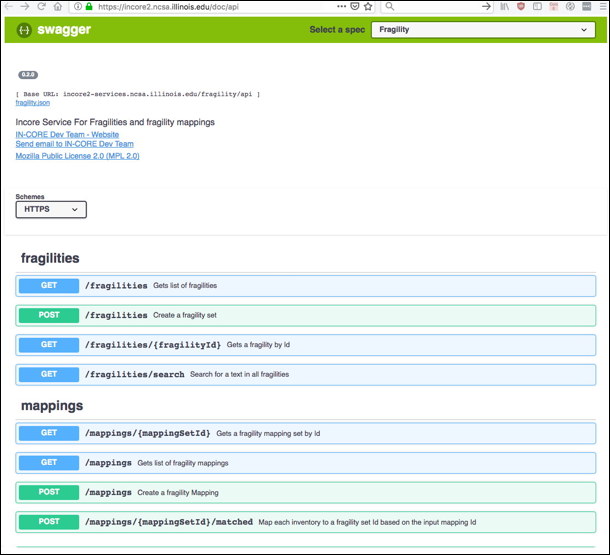 https://incore2.ncsa.illinois.edu/doc/api
swagger
Select a spec
Fragility
0.2.0
[ Base URL: incore2-services.ncsa.illinois.edu/fragility/api ]
fragility.json
Incore Service For Fragilities and fragility mappings
IN-CORE Dev Team - Website
Send email to IN-CORE Dev Team
Mozilla Public License 2.0 (MPL 2.0)
Schemes
HTTPS
fragilities
GET /fragilities Gets list of fragilities
POST /fragilities Create a fragility set
GET /fragilities/{fragilityId} Gets a fragility by Id
GET /fragilities/search Search for a text in all fragilities
mappings
GET /mappings/{mappingSetId} Gets a fragility mapping set by Id
GET /mappings Gets list of fragility mappings
POST /mappings Create a fragility Mapping
POST /mappings/{mappingSetId}/matched Map each inventory to a fragility set Id based on the input mapping Id